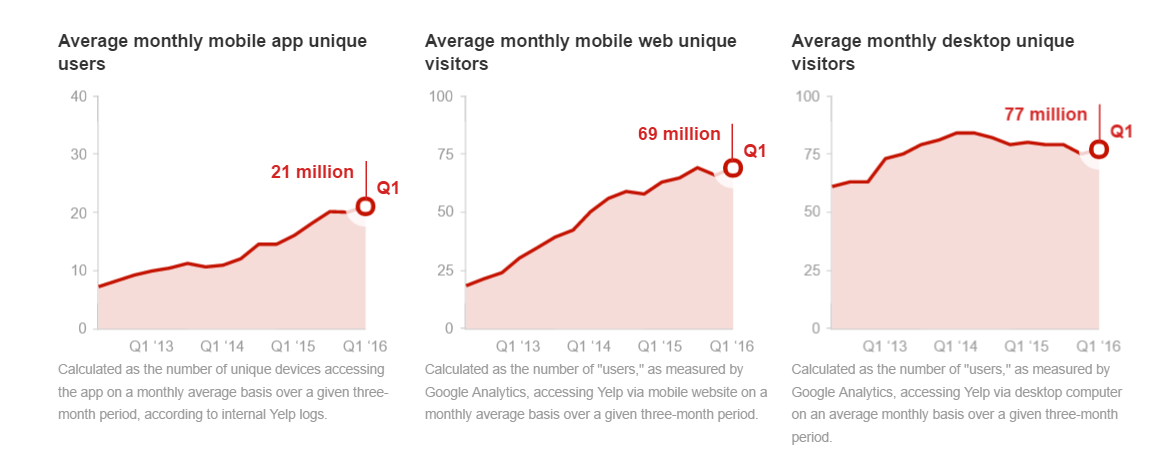 Average monthly mobile app unique
users
40
30
20
10
0
21 million
Q1
Q1 '13
Q1 '14
Q1 '15
Q1 '16
Calculated as the number of unique devices accessing
the app on a monthly average basis over a given three-
month period, according to internal Yelp logs.
Average monthly mobile web unique
visitors
100
75
50
25
0
69 million
Q1
Q1 '13
Q1 '14
Q1 '15
Q1 '16
Calculated as the number of "users," as measured by
Google Analytics, accessing Yelp via mobile website on a
monthly average basis over a given three-month period.
Average monthly desktop unique
visitors
100
75
50
25
0
77 million
Q1
Q1 '13
Q1 '14
Q1 '15
Q1 '16
Calculated as the number of "users," as measured by
Google Analytics, accessing Yelp via desktop computer
on an average monthly basis over a given three-month
period.